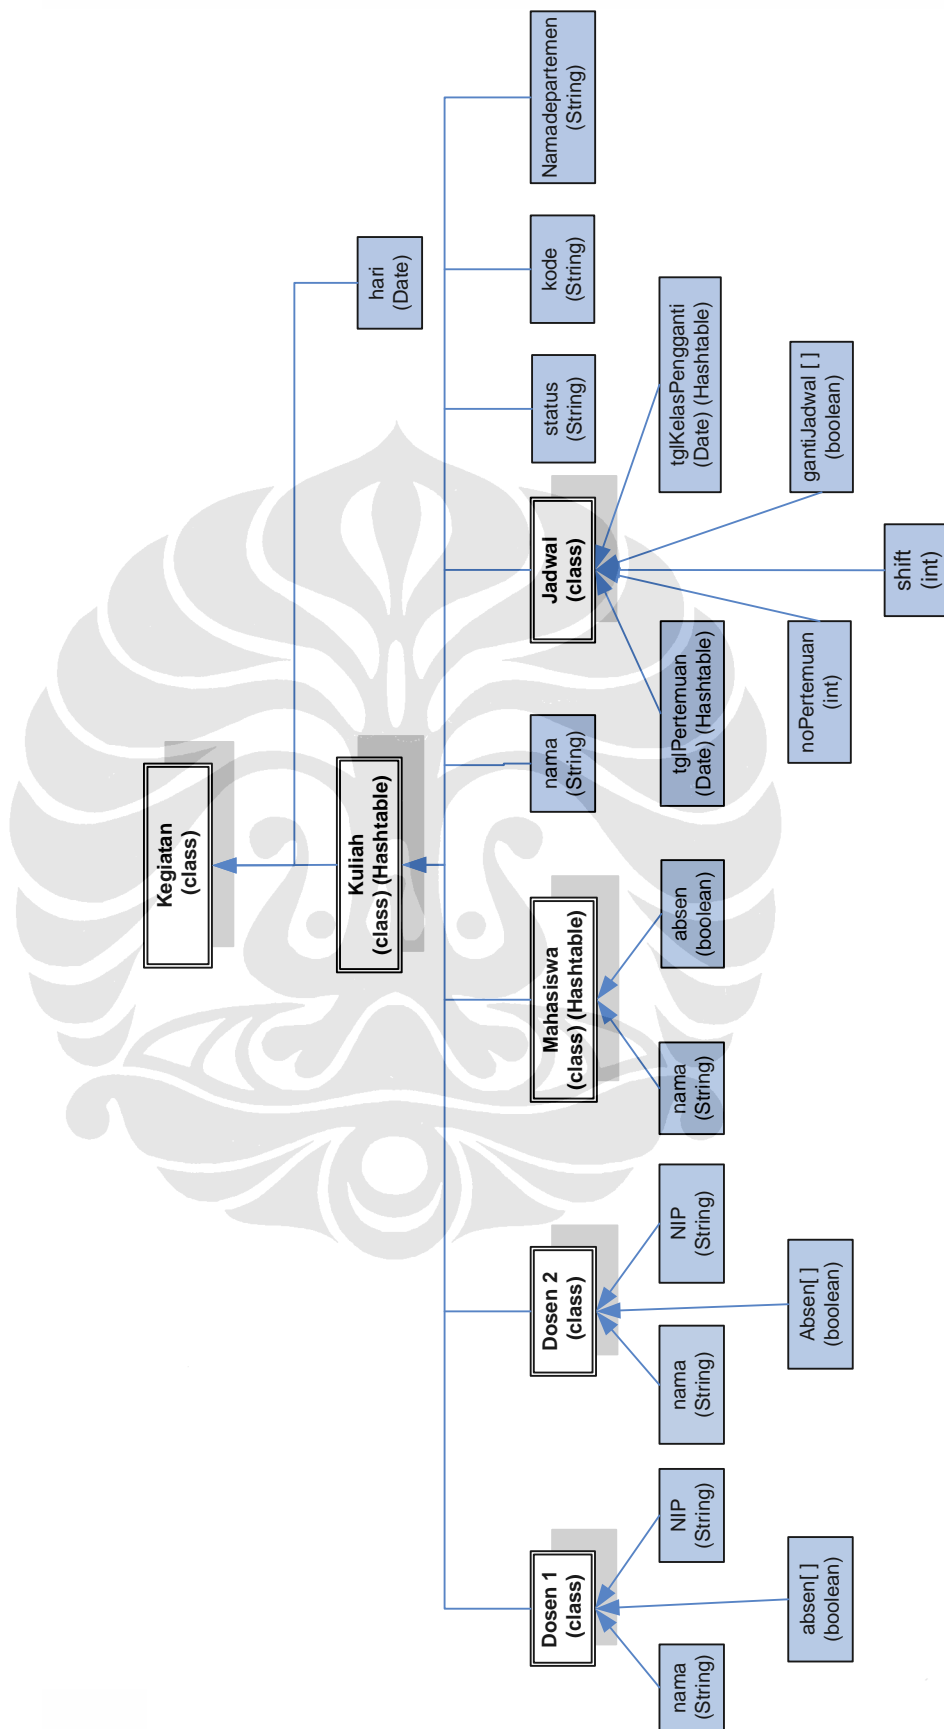 Kegiatan
(class)
Kuliah
(class) (Hashtable)
hari
(Date)
Dosen 1
(class)
Dosen 2
(class)
Mahasiswa
(class) (Hashtable)
nama
(String)
Jadwal
(class)
status
(String)
kode
(String)
Namadepartemen
(String)
nama
(String)
NIP
(String)
nama
(String)
NIP
(String)
nama
(String)
absen
(boolean)
tglPertemuan
(Date) (Hashtable)
tglKelasPengganti
(Date) (Hashtable)
absen[ ]
(boolean)
Absen[ ]
(boolean)
noPertemuan
(int)
gantiJadwal [ ]
(boolean)
shift
(int)